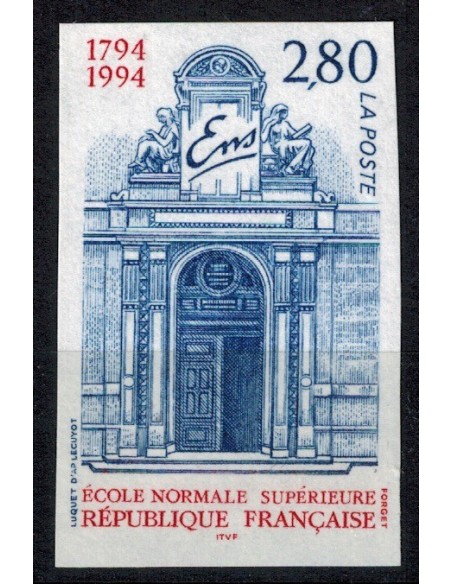 1794
1994
2,80
LA POSTE
Ens
LUQUET D'AP. LECUYOT
ÉCOLE NORMALE SUPÉRIEURE
RÉPUBLIQUE FRANÇAISE
FORGET
ITVF